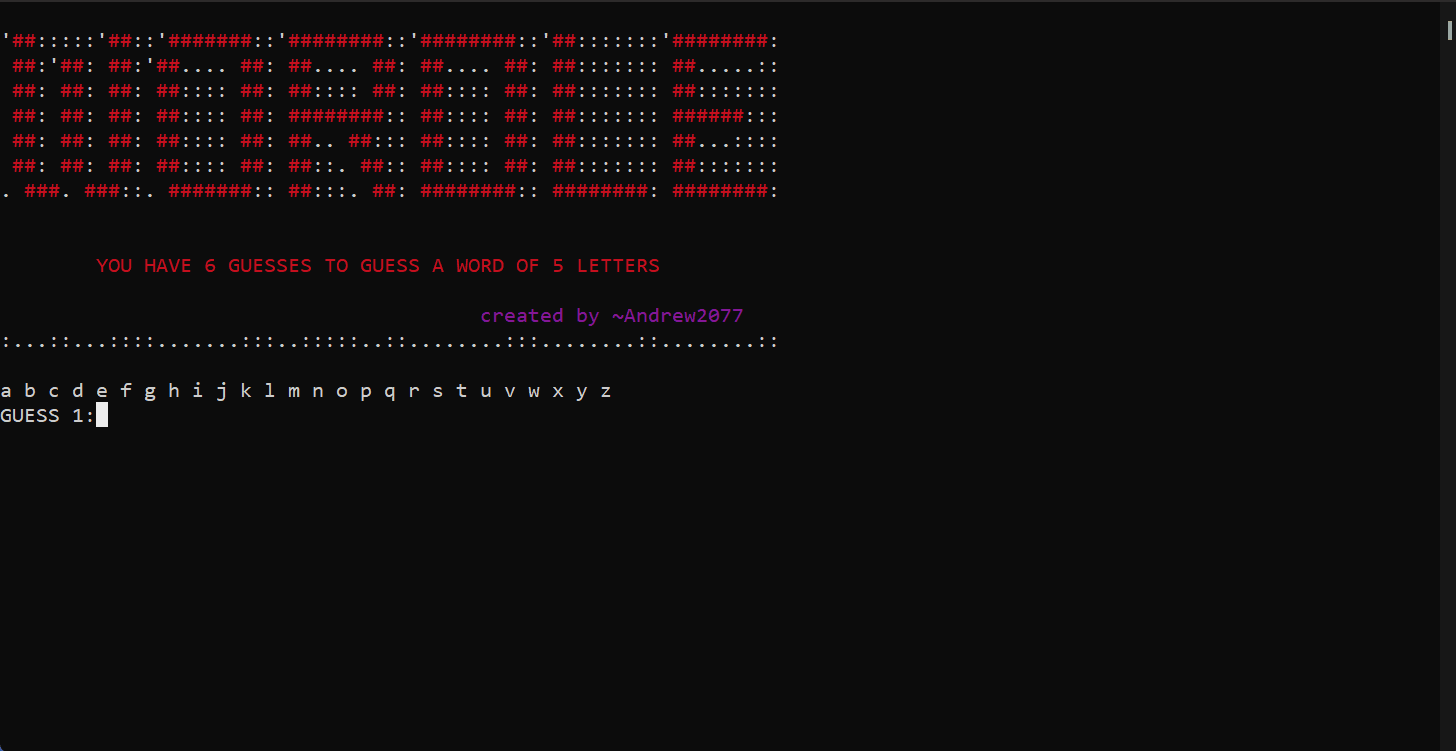 '##:::::'##::'#######::'########::'########::'##:::::::'########:
 ##:'##: ##:'##.... ##: ##.... ##: ##.... ##: ##::::::: ##.....::
 ##: ##: ##: ##:::: ##: ##:::: ##: ##:::: ##: ##::::::: ##:::::::
 ##: ##: ##: ##:::: ##: ########:: ##:::: ##: ##::::::: ######:::
 ##: ##: ##: ##:::: ##: ##.. ##::: ##:::: ##: ##::::::: ##...::::
 ##: ##: ##: ##:::: ##: ##::. ##:: ##:::: ##: ##::::::: ##:::::::
. ###. ###::. #######:: ##:::. ##: ########:: ########: ########:
YOU HAVE 6 GUESSES TO GUESS A WORD OF 5 LETTERS
created by ~Andrew2077
:...::...::::.......:::..:::::..::........:::........::........::
a b c d e f g h i j k l m n o p q r s t u v w x y z
GUESS 1: